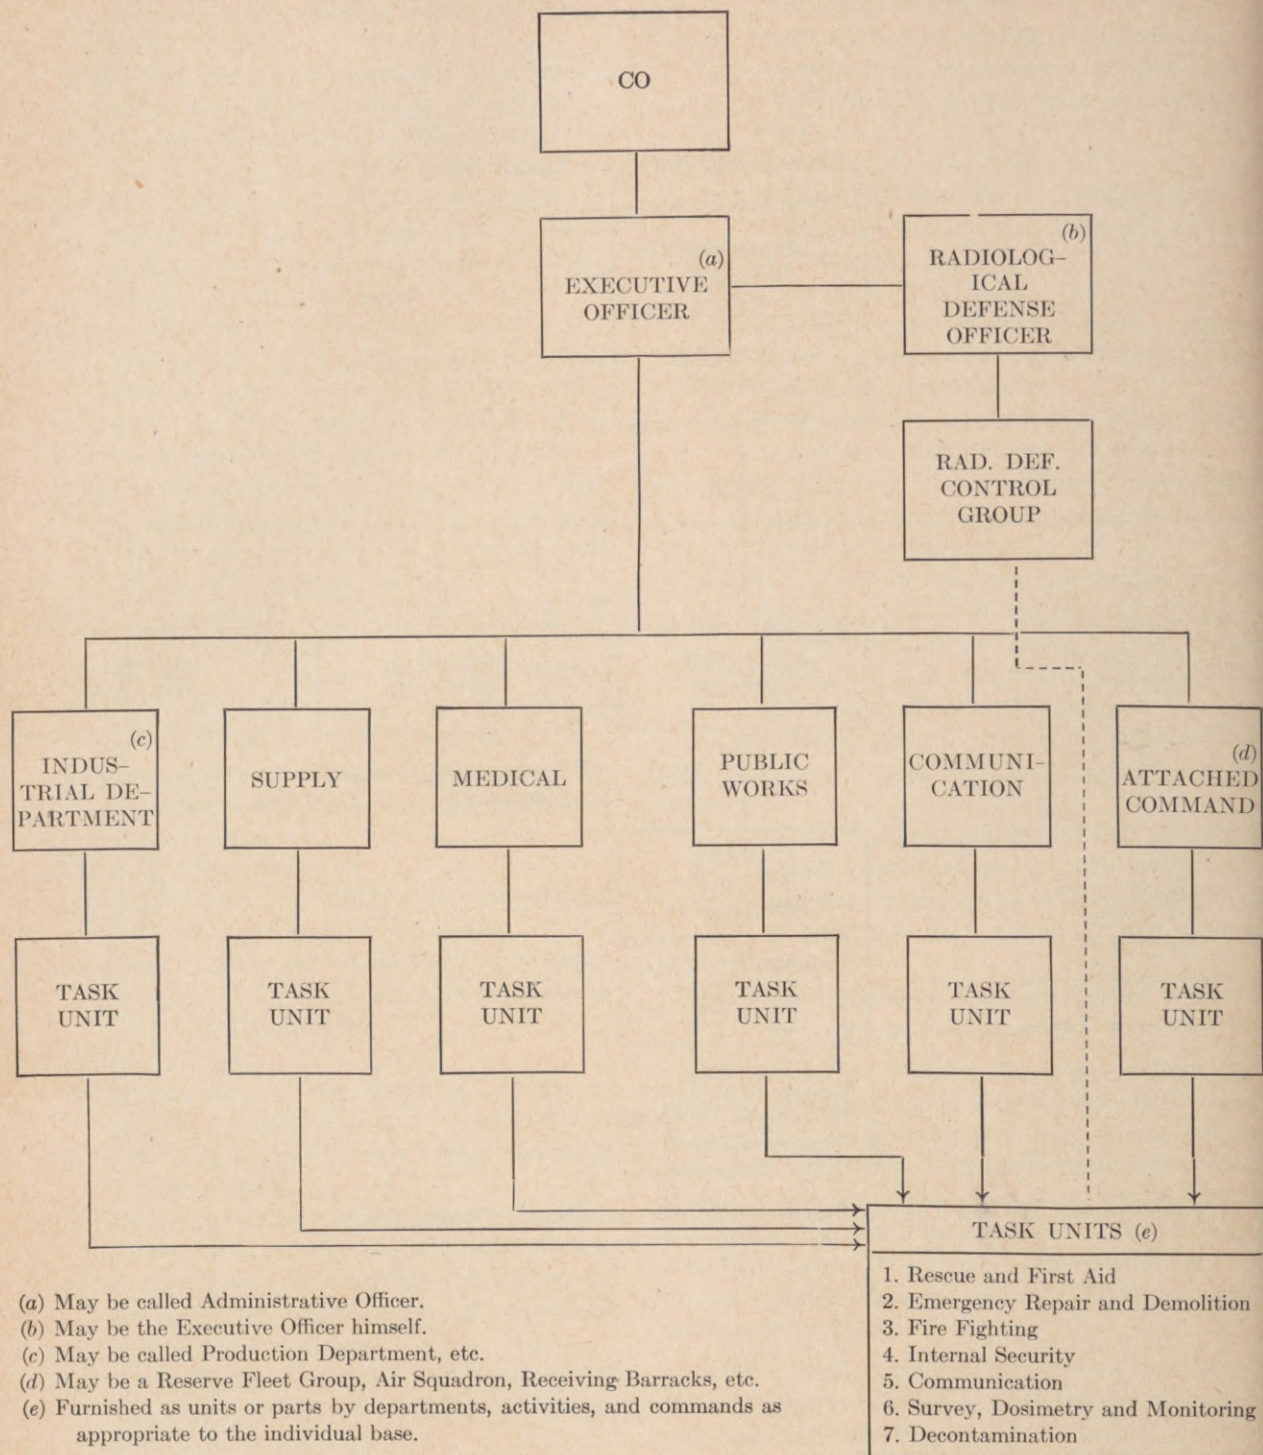 CO
(a)
EXECUTIVE
OFFICER
(b)
RADIOLOG-
ICAL
DEFENSE
OFFICER
RAD. DEF.
CONTROL
GROUP
(c)
INDUS-
TRIAL DE-
PARTMENT
SUPPLY
MEDICAL
PUBLIC
WORKS
COMMUNI-
CATION
(d)
ATTACHED
COMMAND
TASK
UNIT
TASK
UNIT
TASK
UNIT
TASK
UNIT
TASK
UNIT
TASK
UNIT
TASK UNITS (e)
1. Rescue and First Aid
2. Emergency Repair and Demolition
3. Fire Fighting
4. Internal Security
5. Communication
6. Survey, Dosimetry and Monitoring
7. Decontamination
(a) May be called Administrative Officer.
(b) May be the Executive Officer himself.
(c) May be called Production Department, etc.
(d) May be a Reserve Fleet Group, Air Squadron, Receiving Barracks, etc.
(e) Furnished as units or parts by departments, activities, and commands as
appropriate to the individual base.